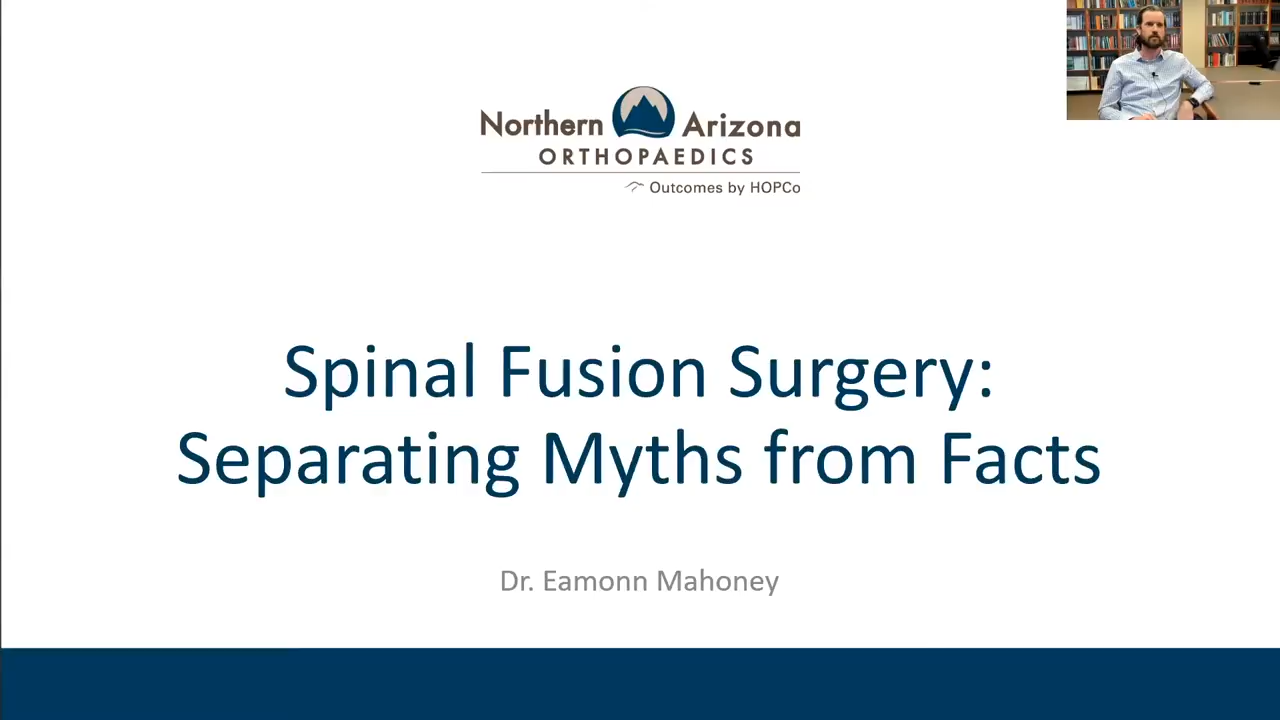 Northern Arizona
ORTHOPAEDICS
Outcomes by HOPCo
Spinal Fusion Surgery:
Separating Myths from Facts
Dr. Eamonn Mahoney